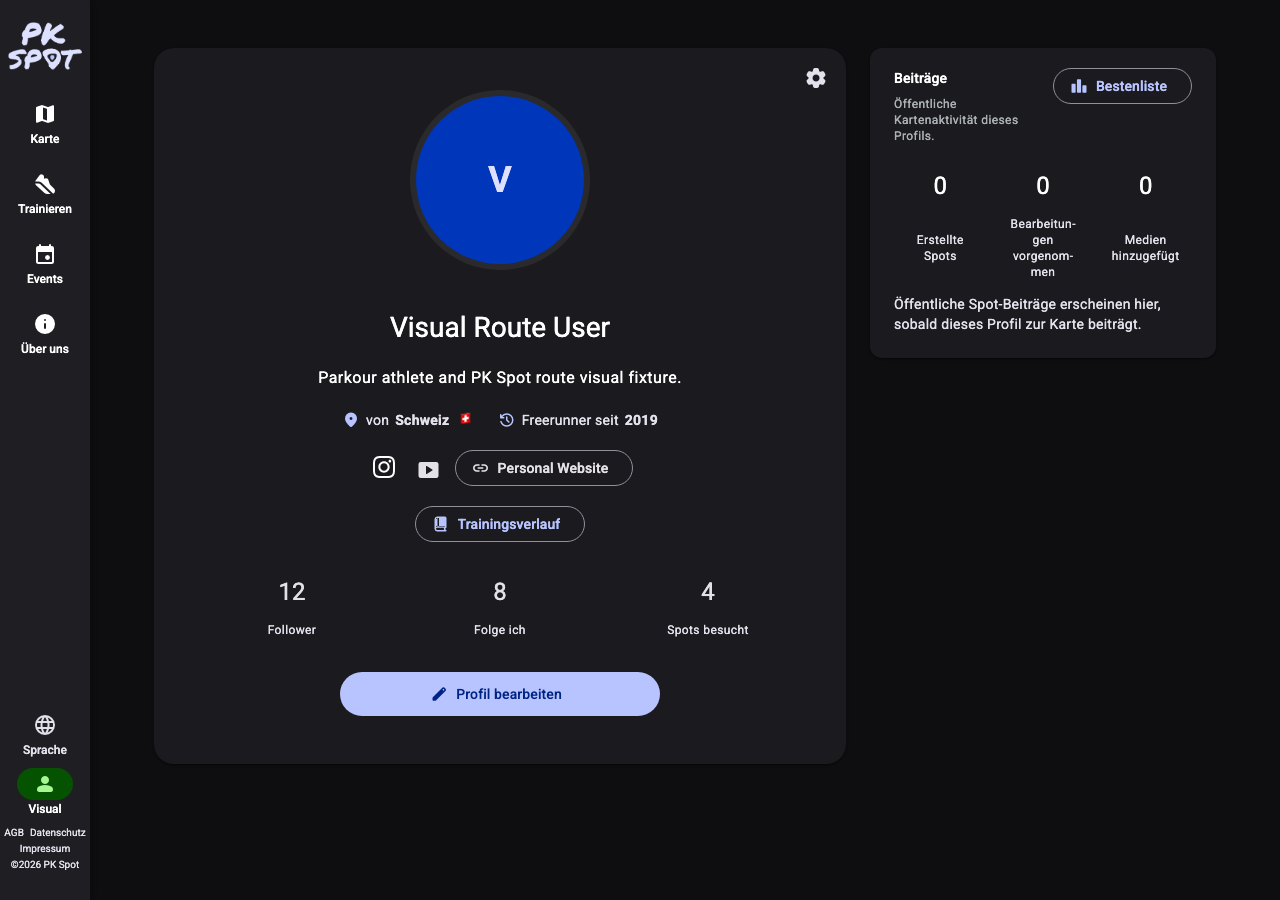 PK
SPOT
Karte
Trainieren
Events
Über uns
Sprache
Visual
AGB Datenschutz
Impressum
©2026 PK Spot
V
Visual Route User
Parkour athlete and PK Spot route visual fixture.
von Schweiz Freerunner seit 2019
Personal Website
Trainingsverlauf
12 8 4
Follower Folge ich Spots besucht
Profil bearbeiten
Beiträge
Bestenliste
Öffentliche
Kartenaktivität dieses
Profils.
0 0 0
Erstellte
Spots
Bearbeitun-
gen
vorgenom-
men
Medien
hinzugefügt
Öffentliche Spot-Beiträge erscheinen hier,
sobald dieses Profil zur Karte beiträgt.